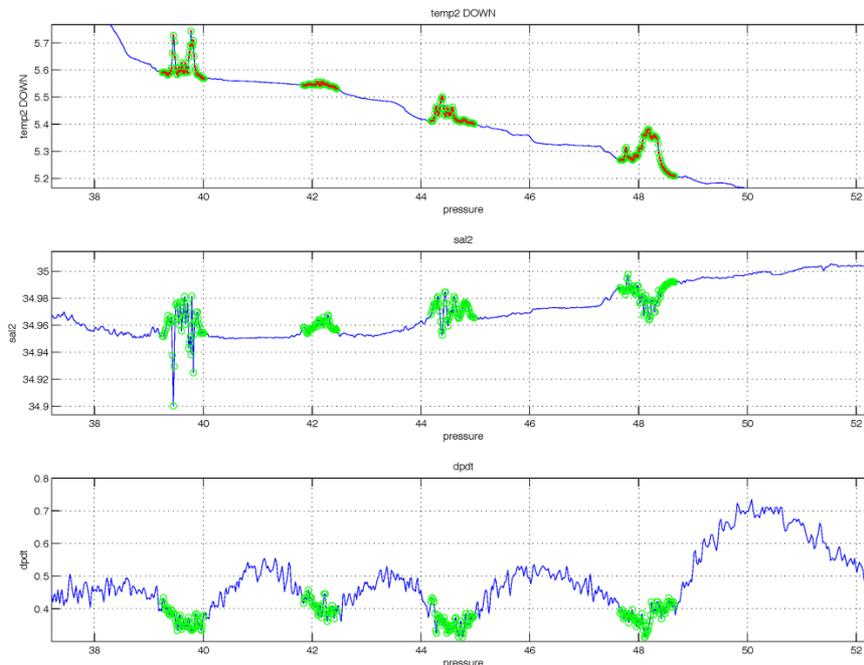 temp2 DOWN
5.7
5.6
5.5
5.4
5.3
5.2
temp2 DOWN
38 40 42 44 46 48 50 52
pressure
sal2
35
34.98
34.96
34.94
34.92
34.9
sal2
38 40 42 44 46 48 50 52
pressure
dpdt
0.8
0.7
0.6
0.5
0.4
dpdt
38 40 42 44 46 48 50 52
pressure